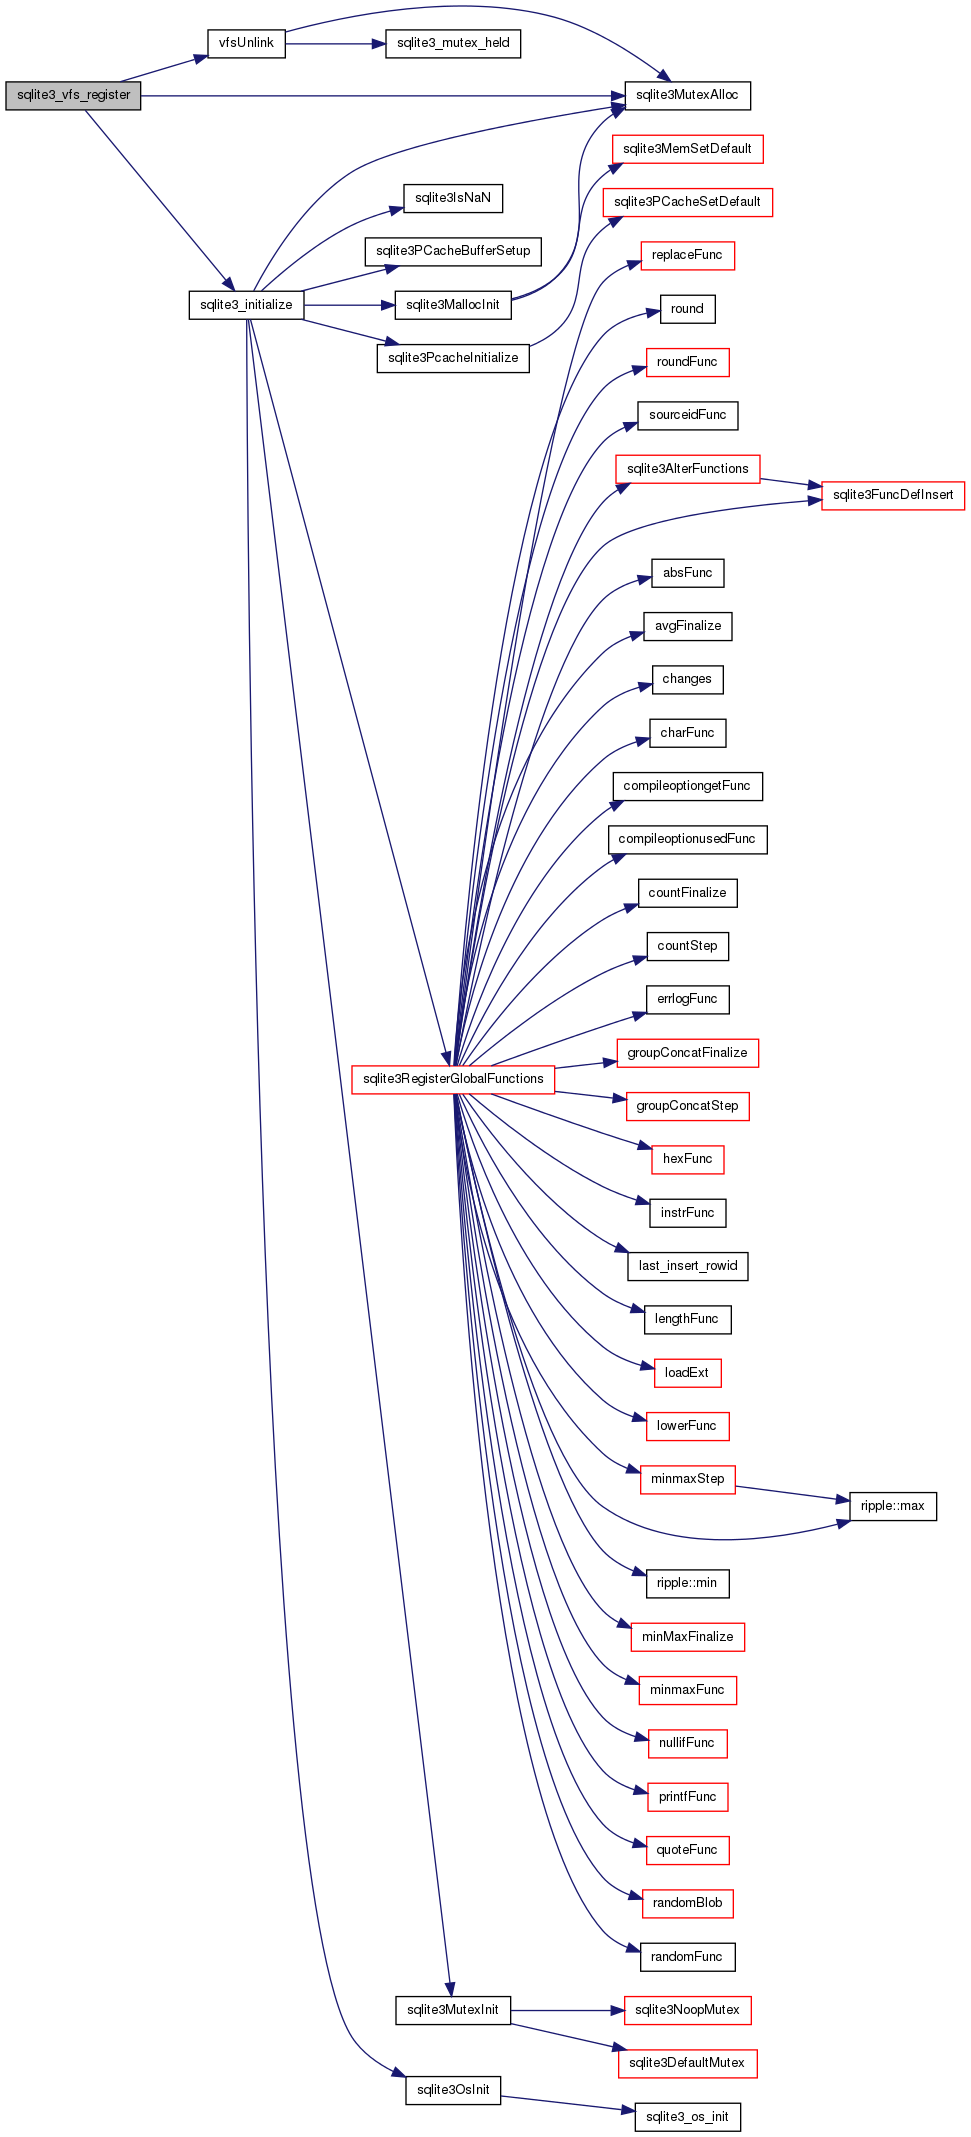 vfsUnlink
sqlite3_mutex_held
sqlite3_vfs_register
sqlite3MutexAlloc
sqlite3MemSetDefault
sqlite3IsNaN
sqlite3PCacheSetDefault
sqlite3PCacheBufferSetup
replaceFunc
sqlite3_initialize
sqlite3MallocInit
round
sqlite3PcacheInitialize
roundFunc
sourceidFunc
sqlite3AlterFunctions
sqlite3FuncDefInsert
absFunc
avgFinalize
changes
charFunc
compileoptiongetFunc
compileoptionusedFunc
countFinalize
countStep
errlogFunc
groupConcatFinalize
sqlite3RegisterGlobalFunctions
groupConcatStep
hexFunc
instrFunc
last_insert_rowid
lengthFunc
loadExt
lowerFunc
minmaxStep
ripple::max
ripple::min
minMaxFinalize
minmaxFunc
nullifFunc
printfFunc
quoteFunc
randomBlob
randomFunc
sqlite3MutexInit
sqlite3NoopMutex
sqlite3DefaultMutex
sqlite3OsInit
sqlite3_os_init